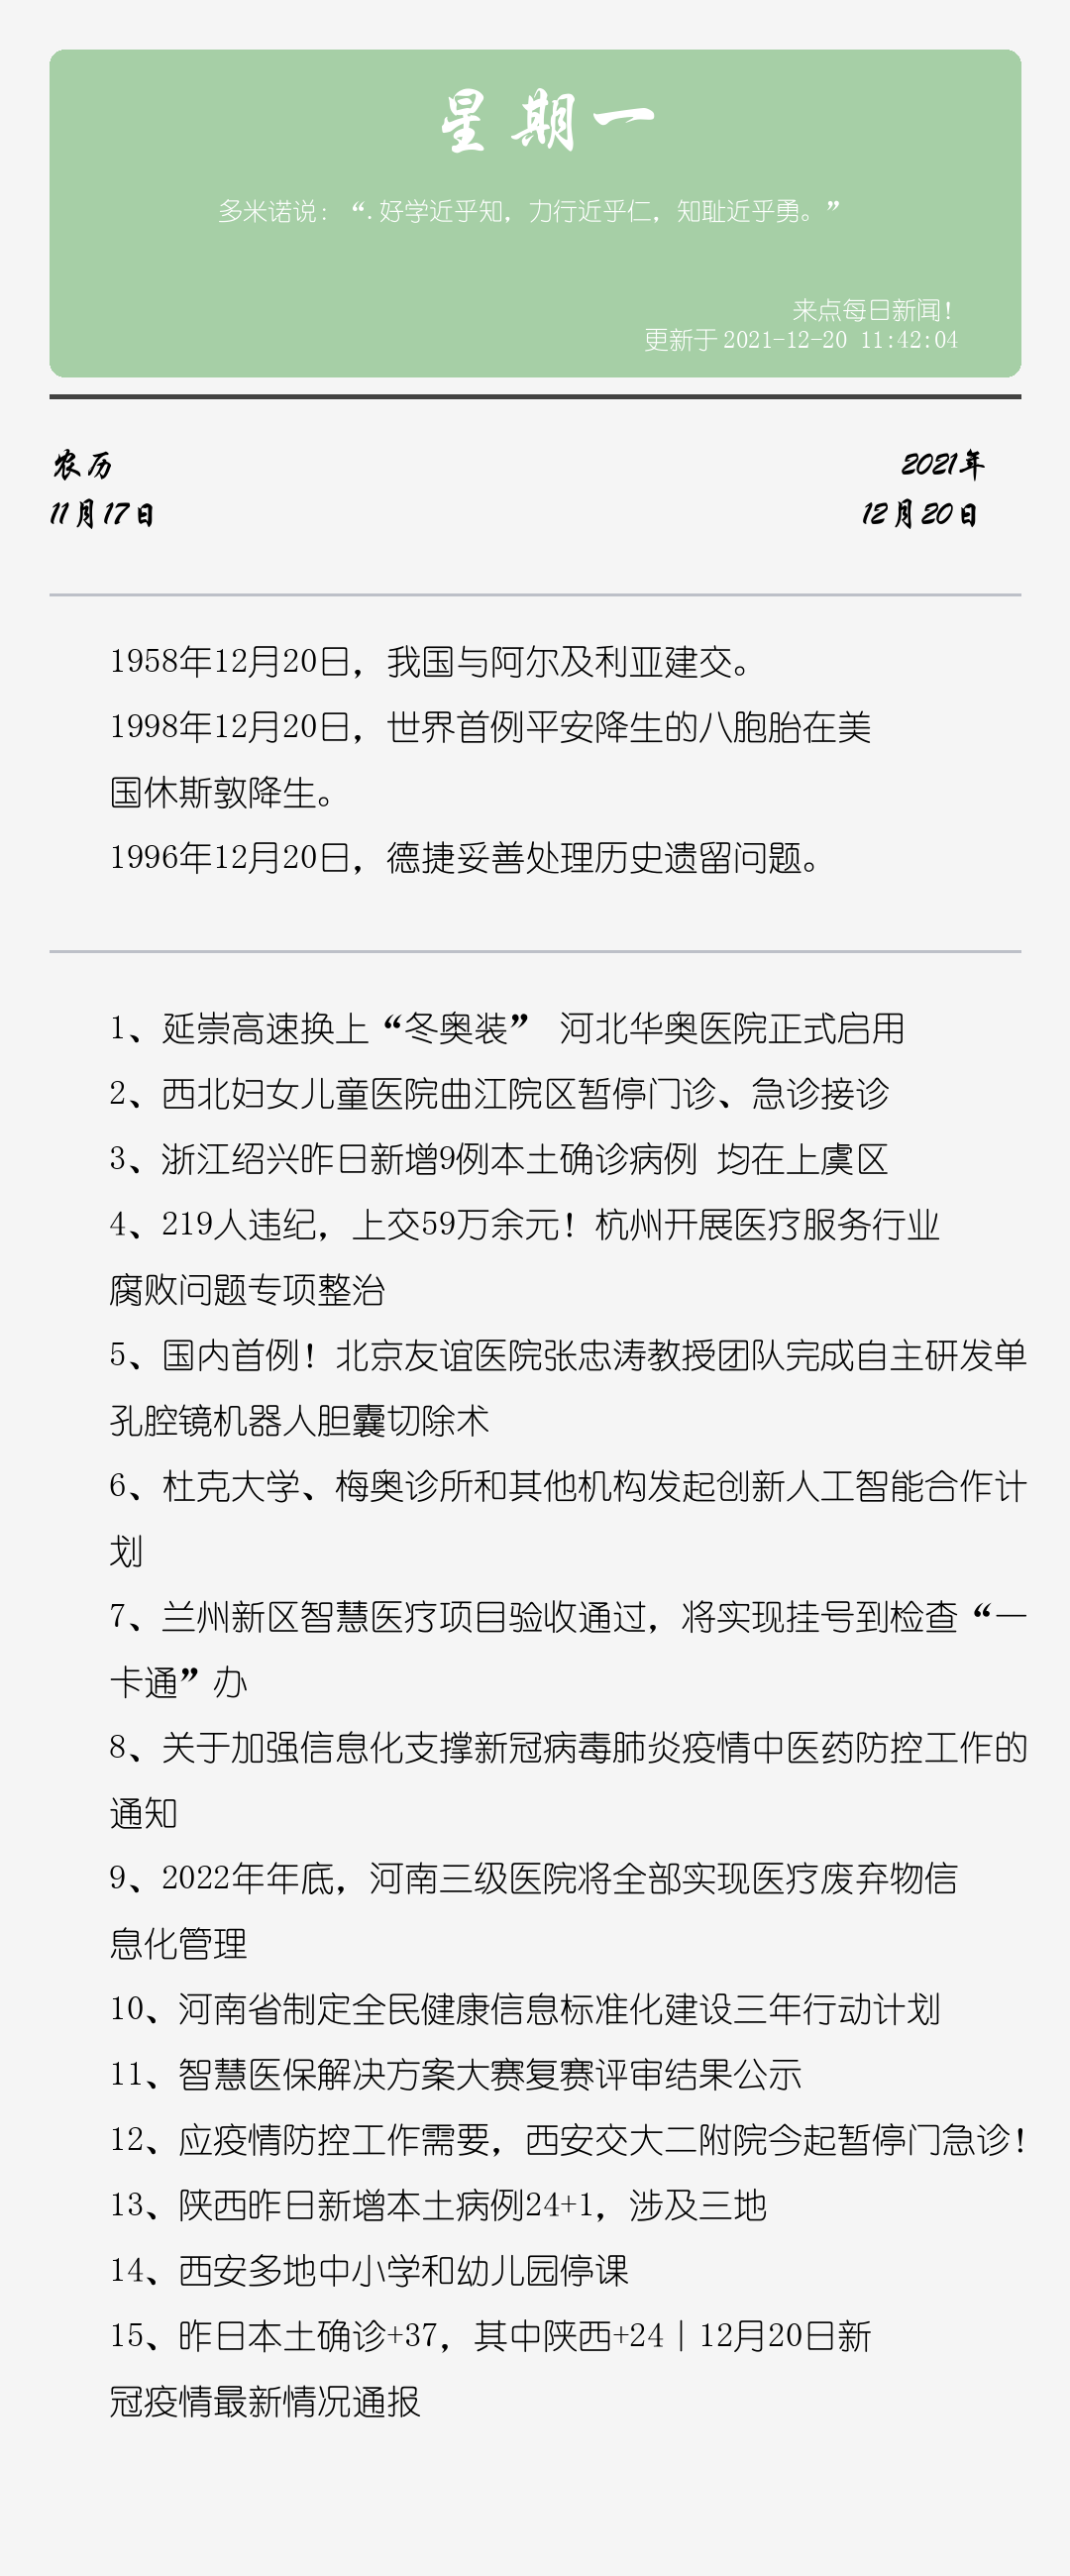 星期一
多米诺说：“.好学近乎知，力行近乎仁，知耻近乎勇。”
来点每日新闻！
更新于 2021-12-20 11:42:04
农历
2021年
11月17日
12月20日
1958年12月20日，我国与阿尔及利亚建交。
1998年12月20日，世界首例平安降生的八胞胎在美
国休斯敦降生。
1996年12月20日，德捷妥善处理历史遗留问题。
1、延崇高速换上“冬奥装” 河北华奥医院正式启用
2、西北妇女儿童医院曲江院区暂停门诊、急诊接诊
3、浙江绍兴昨日新增9例本土确诊病例 均在上虞区
4、219人违纪，上交59万余元！杭州开展医疗服务行业
腐败问题专项整治
5、国内首例！北京友谊医院张忠涛教授团队完成自主研发单
孔腔镜机器人胆囊切除术
6、杜克大学、梅奥诊所和其他机构发起创新人工智能合作计
划
7、兰州新区智慧医疗项目验收通过，将实现挂号到检查“一
卡通”办
8、关于加强信息化支撑新冠病毒肺炎疫情中医药防控工作的
通知
9、2022年年底，河南三级医院将全部实现医疗废弃物信
息化管理
10、河南省制定全民健康信息标准化建设三年行动计划
11、智慧医保解决方案大赛复赛评审结果公示
12、应疫情防控工作需要，西安交大二附院今起暂停门急诊！
13、陕西昨日新增本土病例24+1，涉及三地
14、西安多地中小学和幼儿园停课
15、昨日本土确诊+37，其中陕西+24丨12月20日新
冠疫情最新情况通报